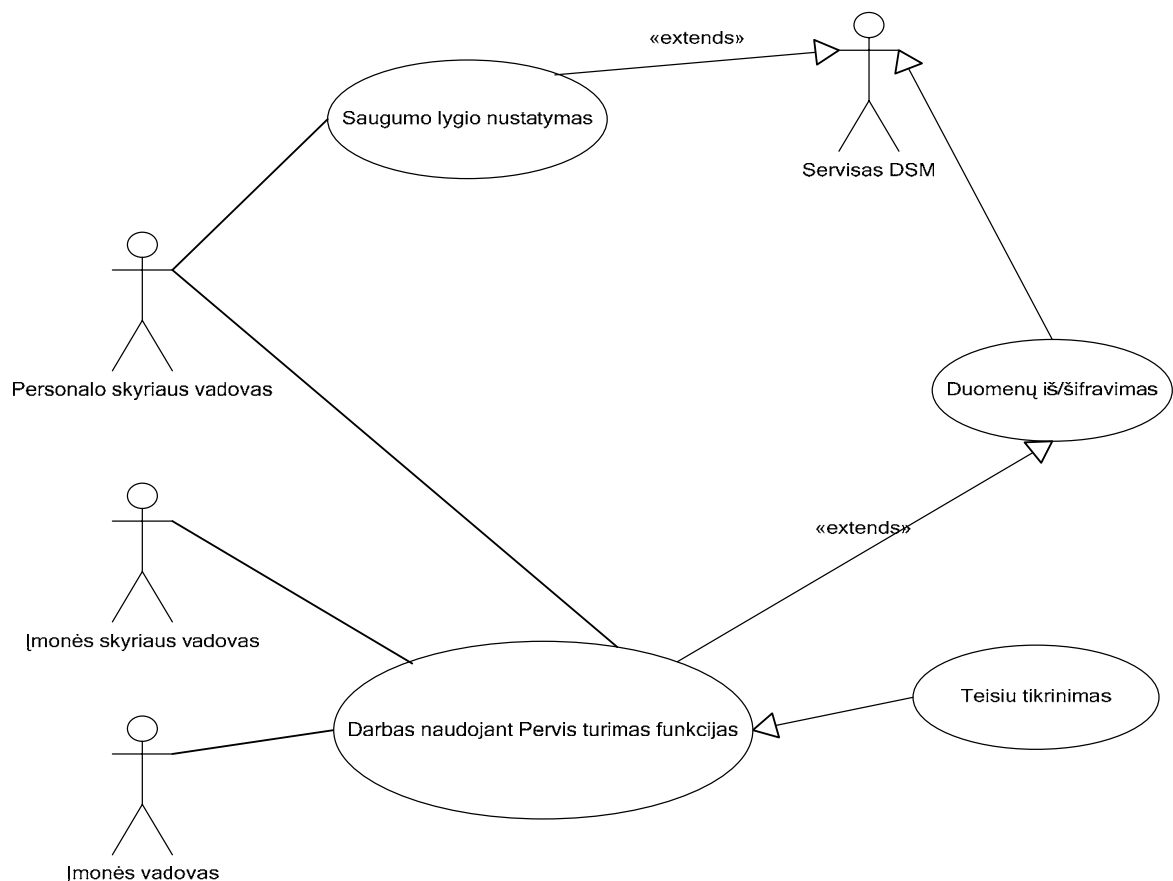 «extends»
Saugumo lygio nustatymas
Servisas DSM
Personalo skyriaus vadovas
Duomenų iš/šifravimas
«extends»
Įmonės skyriaus vadovas
Teisiu tikrinimas
Darbas naudojant Pervis turimas funkcijas
Įmonės vadovas